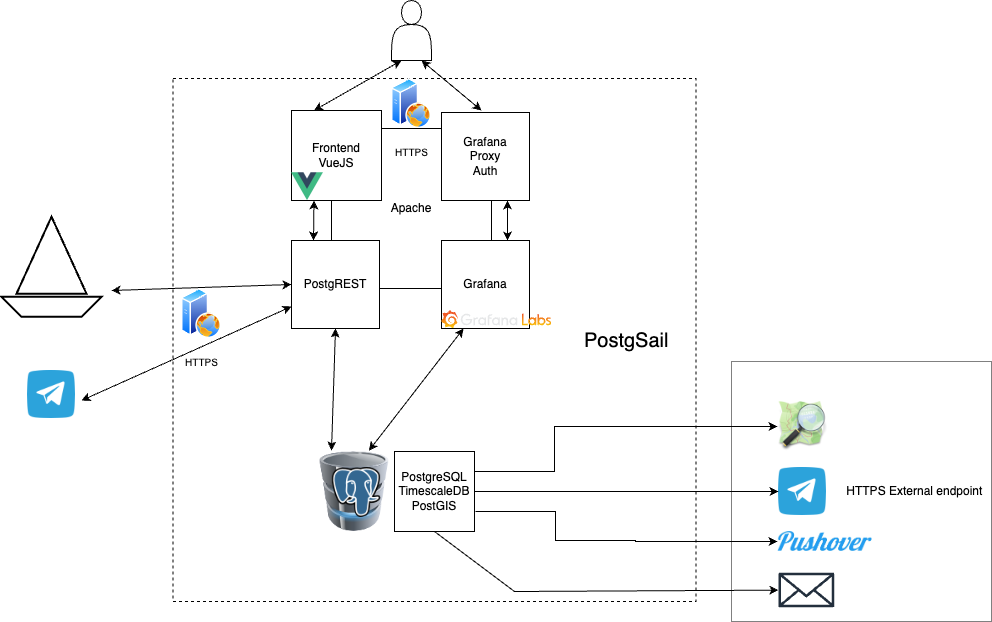 Frontend
VueJS
HTTPS
Grafana
Proxy
Auth
Apache
PostgREST
Grafana
Grafana Labs
HTTPS
PostgSail
PostgreSQL
TimescaleDB
PostGIS
HTTPS External endpoint
Pushover